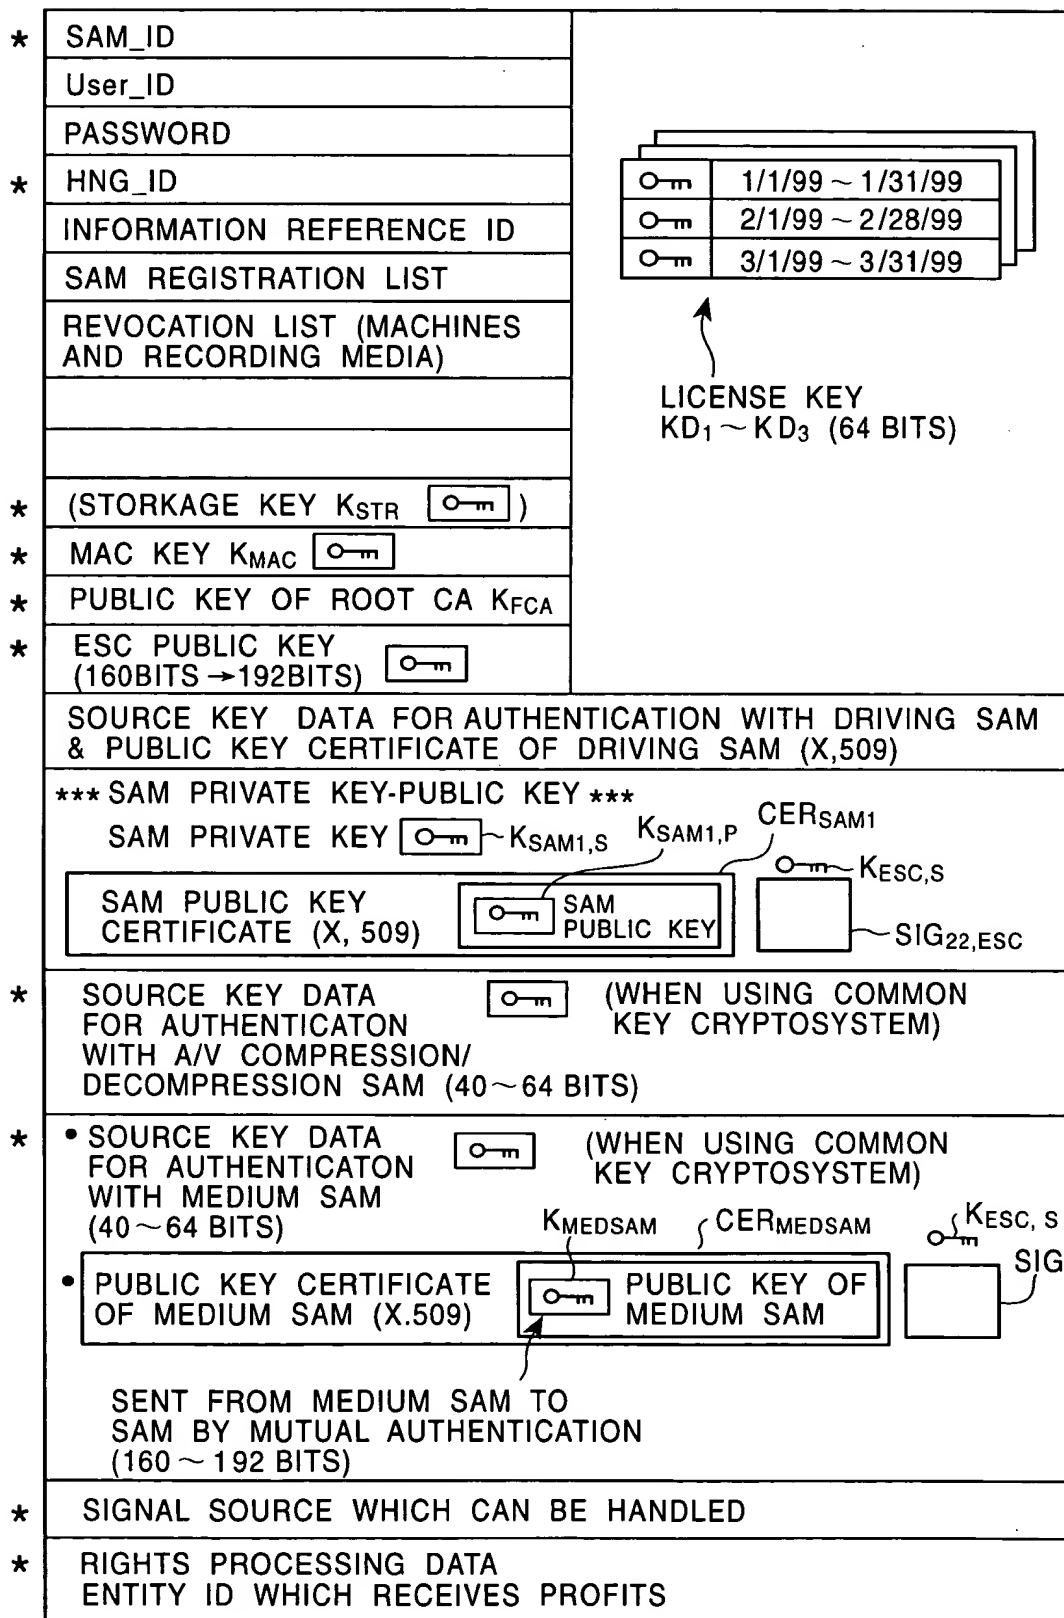 * SAM_ID
User_ID
PASSWORD
* HNG_ID
INFORMATION REFERENCE ID
SAM REGISTRATION LIST
REVOCATION LIST (MACHINES
AND RECORDING MEDIA)
1/1/99 ~ 1/31/99
2/1/99 ~ 2/28/99
3/1/99 ~ 3/31/99
LICENSE KEY
KD1 ~ KD3 (64 BITS)
* (STORKAGE KEY KSTR )
* MAC KEY KMAC
* PUBLIC KEY OF ROOT CA KFCA
* ESC PUBLIC KEY
(160BITS → 192BITS)
SOURCE KEY DATA FOR AUTHENTICATION WITH DRIVING SAM
& PUBLIC KEY CERTIFICATE OF DRIVING SAM (X,509)
*** SAM PRIVATE KEY-PUBLIC KEY ***
SAM PRIVATE KEY KSAM1,S
KSAM1,P
CERSAM1
KESC,S
SAM PUBLIC KEY
CERTIFICATE (X, 509)
SAM
PUBLIC KEY
SIG22,ESC
* SOURCE KEY DATA
FOR AUTHENTICATON
WITH A/V COMPRESSION/
DECOMPRESSION SAM (40 ~ 64 BITS)
(WHEN USING COMMON
KEY CRYPTOSYSTEM)
* • SOURCE KEY DATA
FOR AUTHENTICATON
WITH MEDIUM SAM
(40 ~ 64 BITS)
(WHEN USING COMMON
KEY CRYPTOSYSTEM)
KMEDSAM
CERMEDSAM
KESC, S
SIG
• PUBLIC KEY CERTIFICATE
OF MEDIUM SAM (X.509)
PUBLIC KEY OF
MEDIUM SAM
SENT FROM MEDIUM SAM TO
SAM BY MUTUAL AUTHENTICATION
(160 ~ 192 BITS)
* SIGNAL SOURCE WHICH CAN BE HANDLED
* RIGHTS PROCESSING DATA
ENTITY ID WHICH RECEIVES PROFITS